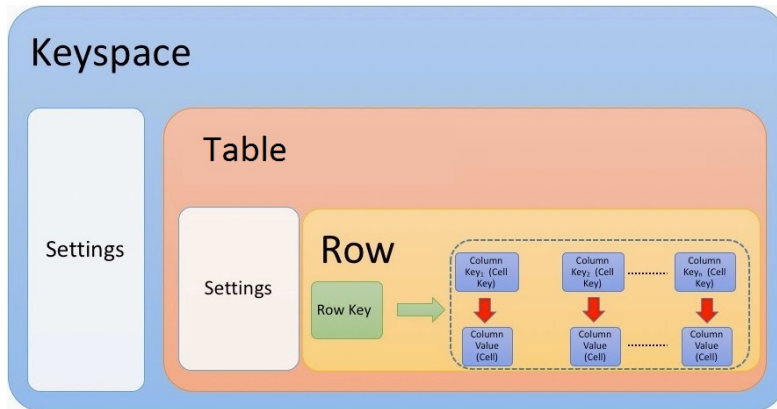 Keyspace
Table
Settings
Settings
Row
Row Key
Column
Key₁ (Cell
Key)
Column
Key₂ (Cell
Key)
Column
Keyₙ (Cell
Key)
Column
Value
(Cell)
Column
Value
(Cell)
Column
Value
(Cell)